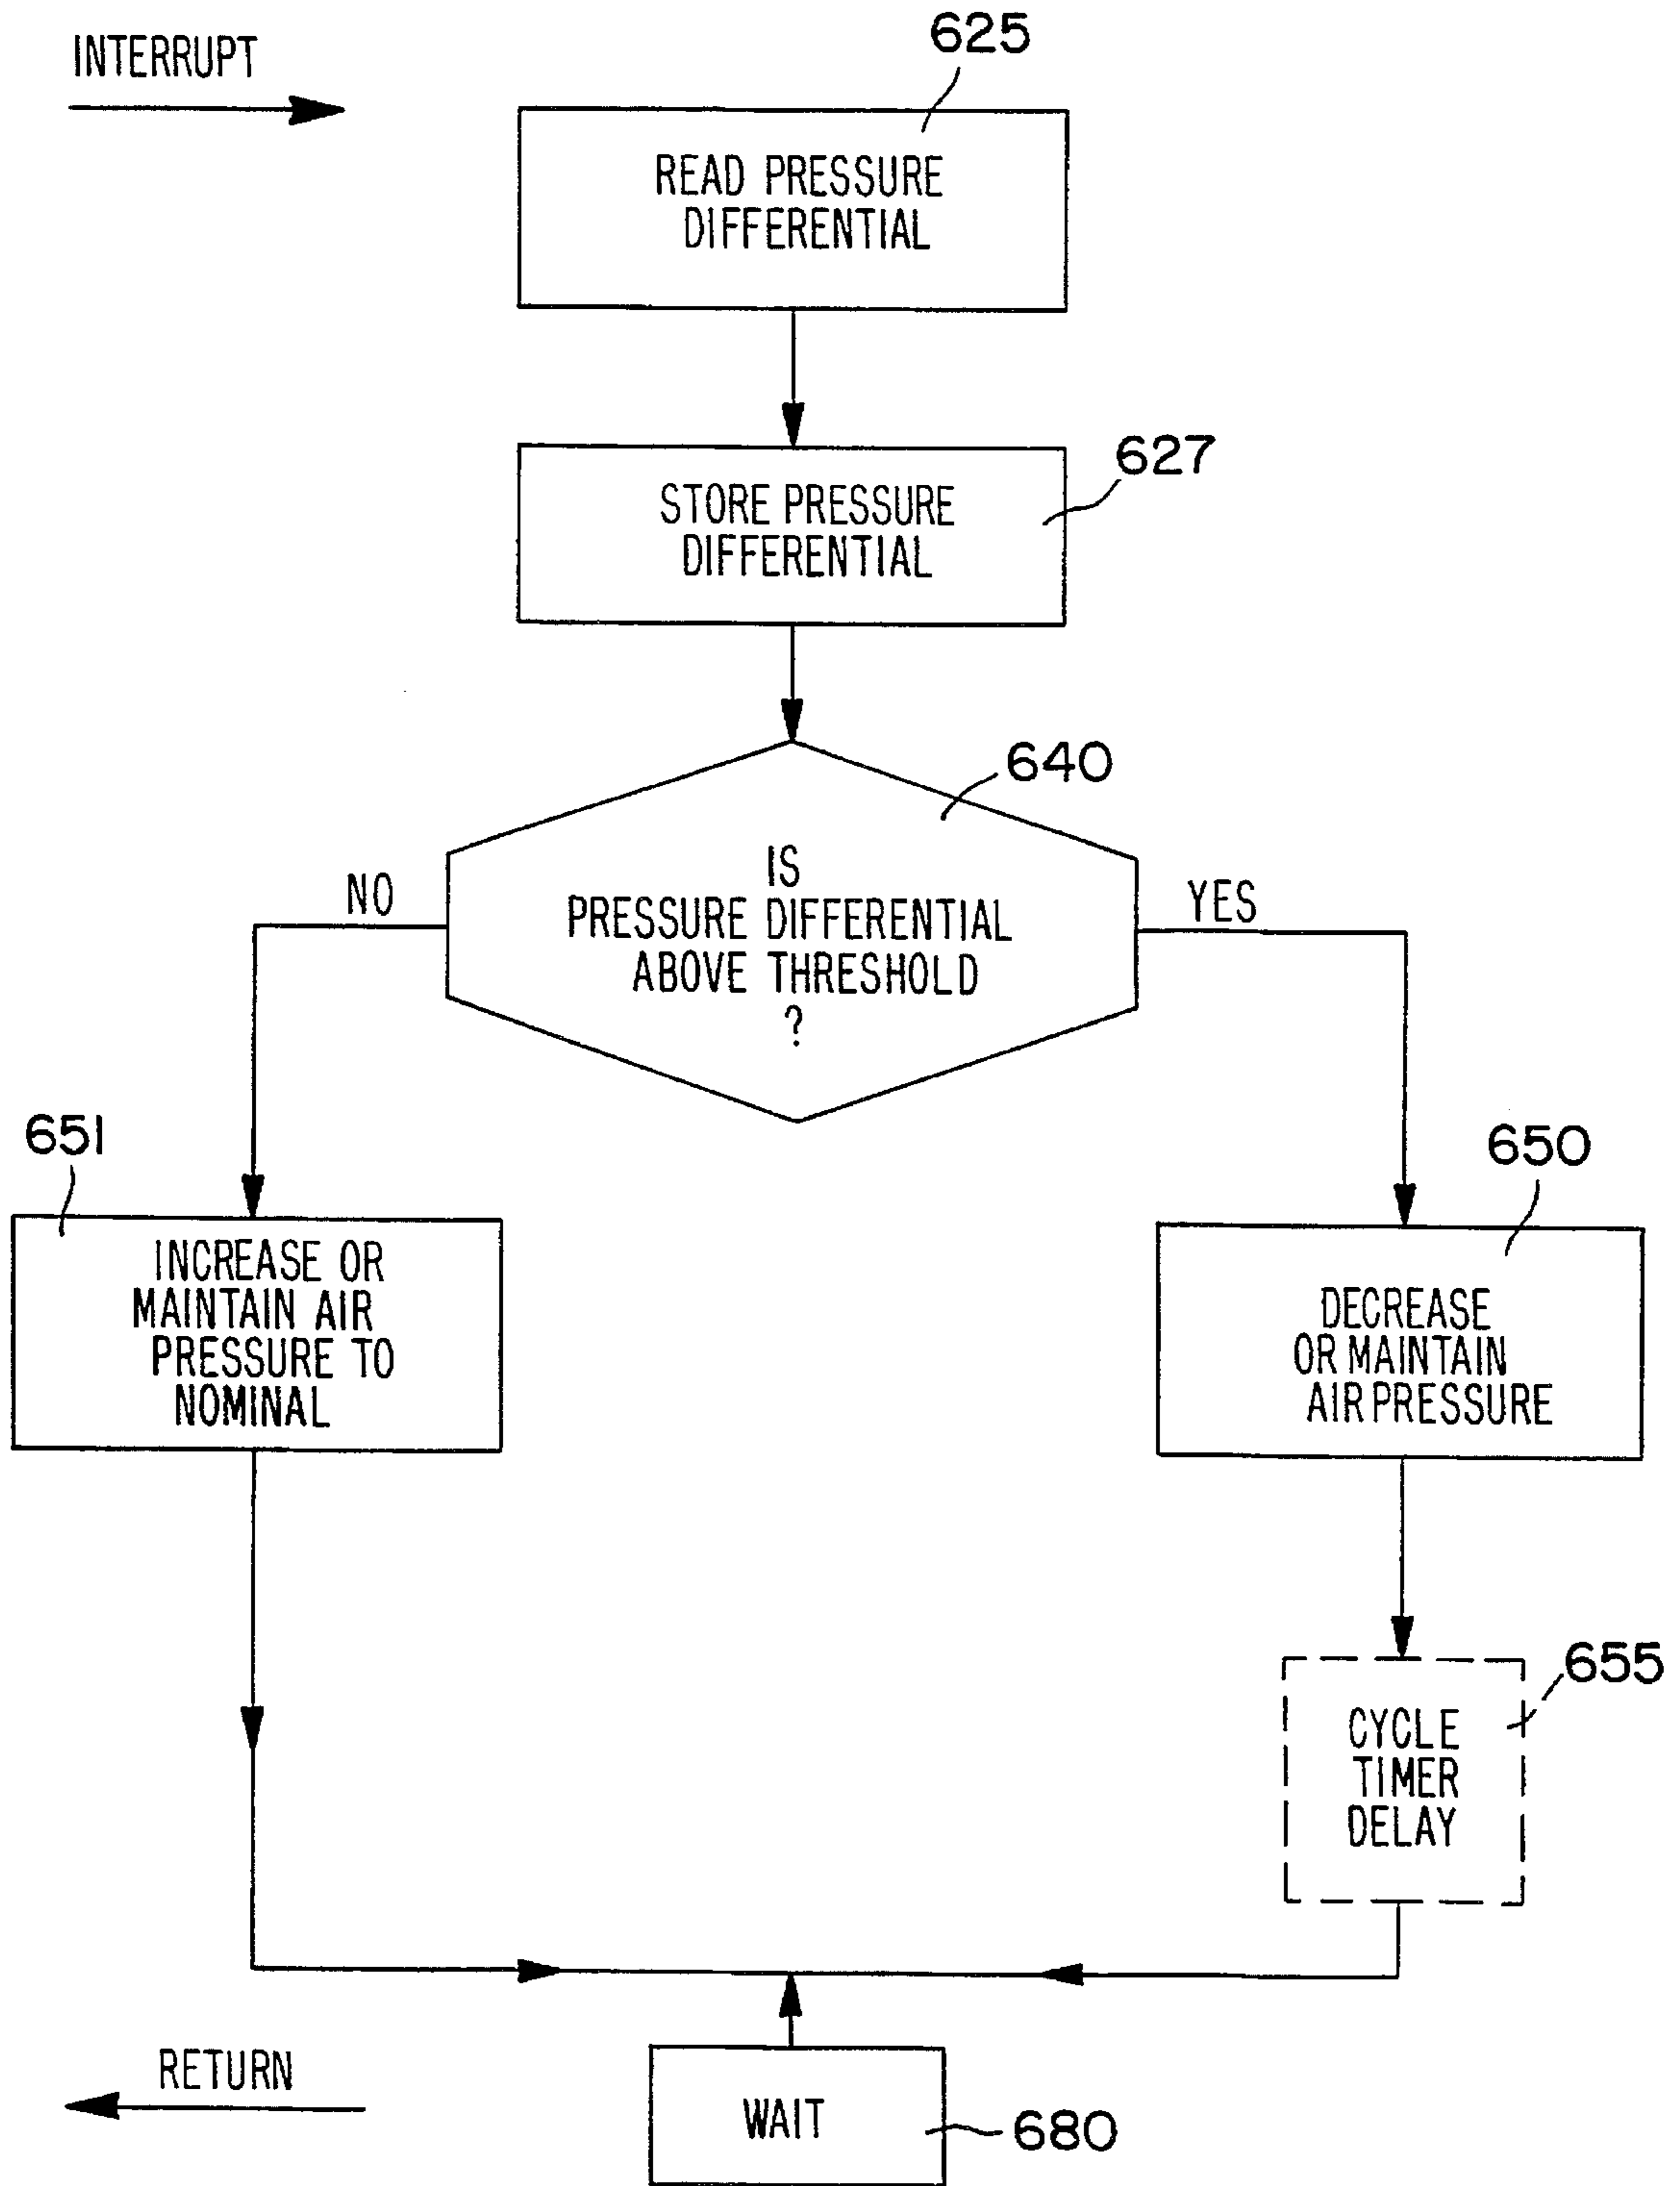 625
INTERRUPT
READ PRESSURE
DIFFERENTIAL
627
STORE PRESSURE
DIFFERENTIAL
640
IS
PRESSURE DIFFERENTIAL
ABOVE THRESHOLD
?
NO
YES
651
INCREASE OR
MAINTAIN AIR
PRESSURE TO
NOMINAL
650
DECREASE
OR MAINTAIN
AIR PRESSURE
655
CYCLE
TIMER
DELAY
RETURN
WAIT
680